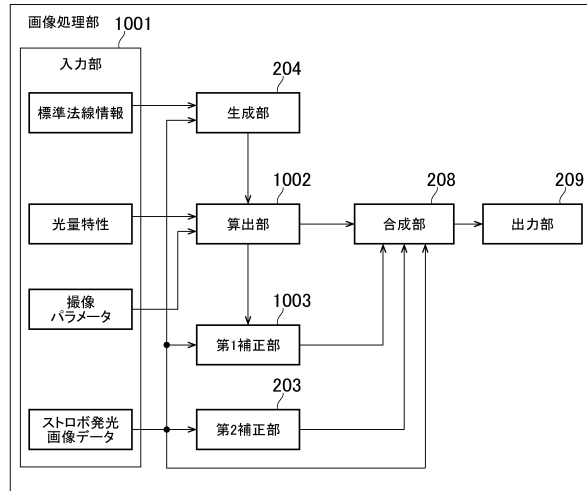 画像処理部
1001
入力部
標準法線情報
光量特性
撮像
パラメータ
ストロボ発光
画像データ
204
生成部
1002
算出部
1003
第1補正部
203
第2補正部
208
合成部
209
出力部